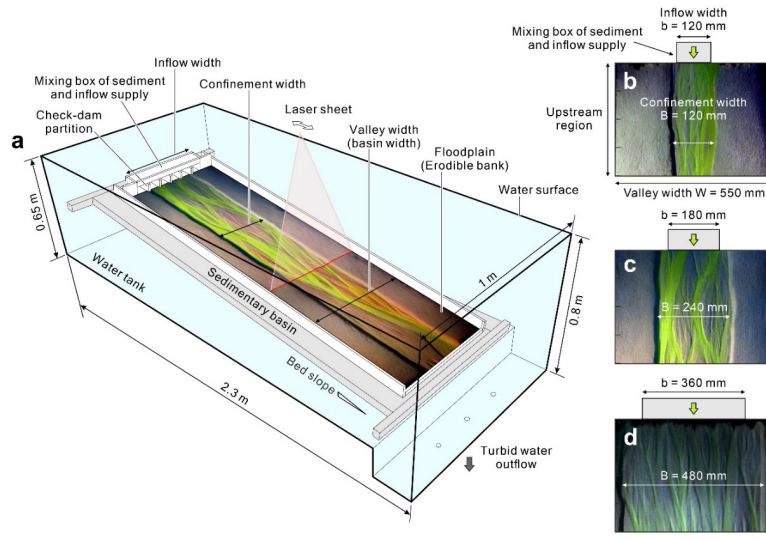 a
Inflow width
Mixing box of sediment
and inflow supply
Confinement width
Check-dam
partition
Laser sheet
Valley width
(basin width)
Floodplain
(Erodible bank)
Water surface
0.65 m
Water tank
Sedimentary basin
Bed slope
2.3 m
1 m
0.8 m
Turbid water
outflow
Inflow width
b = 120 mm
Mixing box of sediment
and inflow supply
b
Upstream
region
Confinement width
B = 120 mm
Valley width W = 550 mm
b = 180 mm
c
B = 240 mm
b = 360 mm
d
B = 480 mm